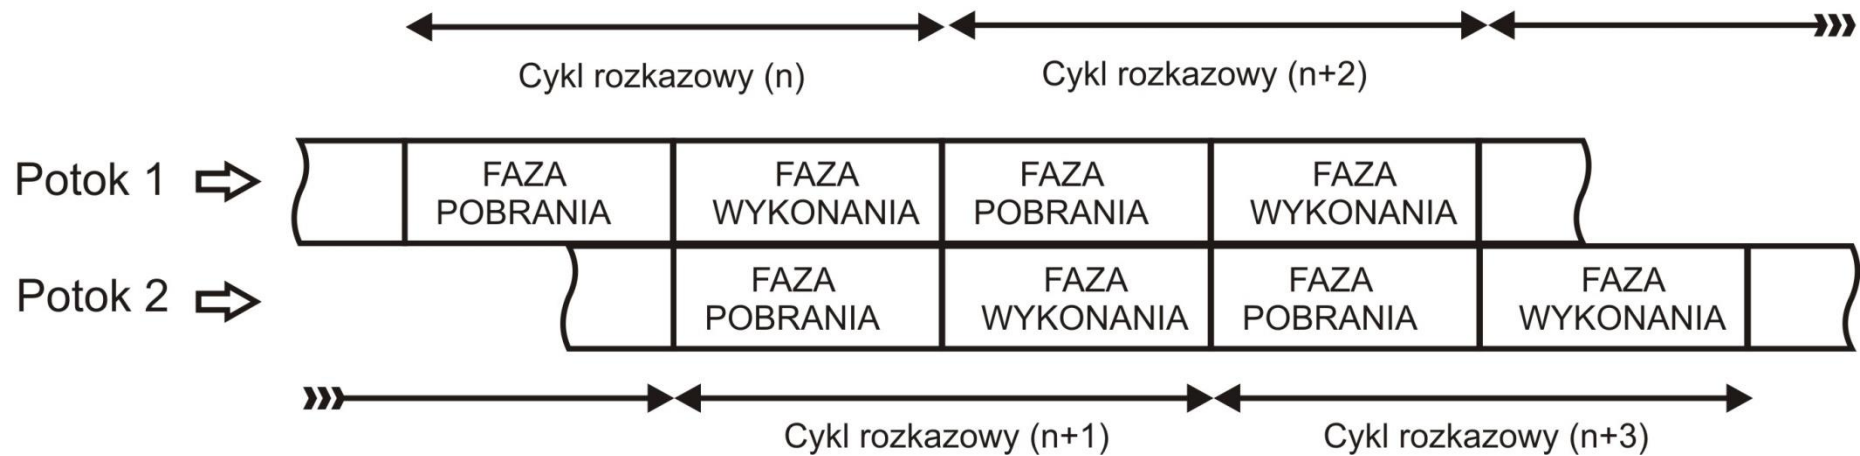 Cykl rozkazowy (n)
Cykl rozkazowy (n+2)
Potok 1
FAZA
POBRANIA
FAZA
WYKONANIA
FAZA
POBRANIA
FAZA
WYKONANIA
Potok 2
FAZA
POBRANIA
FAZA
WYKONANIA
FAZA
POBRANIA
FAZA
WYKONANIA
Cykl rozkazowy (n+1)
Cykl rozkazowy (n+3)